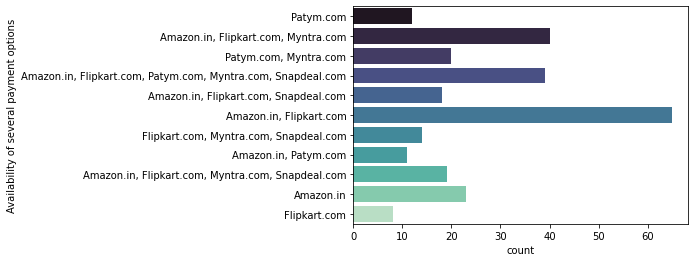 Availability of several payment options
Patym.com
Amazon.in, Flipkart.com, Myntra.com
Patym.com, Myntra.com
Amazon.in, Flipkart.com, Patym.com, Myntra.com, Snapdeal.com
Amazon.in, Flipkart.com, Snapdeal.com
Amazon.in, Flipkart.com
Flipkart.com, Myntra.com, Snapdeal.com
Amazon.in, Patym.com
Amazon.in, Flipkart.com, Myntra.com, Snapdeal.com
Amazon.in
Flipkart.com
0 10 20 30 40 50 60
count